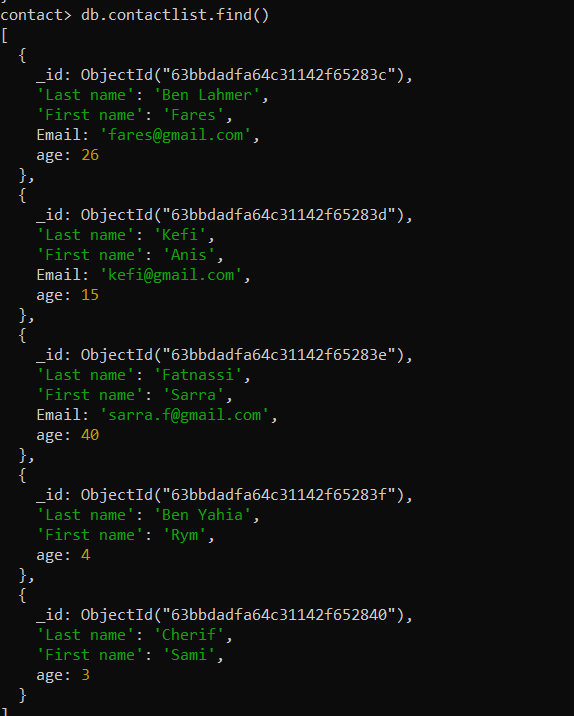 contact> db.contactlist.find()
[
  {
    _id: ObjectId("63bbdadfa64c31142f65283c"),
    'Last name': 'Ben Lahmer',
    'First name': 'Fares',
    Email: 'fares@gmail.com',
    age: 26
  },
  {
    _id: ObjectId("63bbdadfa64c31142f65283d"),
    'Last name': 'Kefi',
    'First name': 'Anis',
    Email: 'kefi@gmail.com',
    age: 15
  },
  {
    _id: ObjectId("63bbdadfa64c31142f65283e"),
    'Last name': 'Fatnassi',
    'First name': 'Sarra',
    Email: 'sarra.f@gmail.com',
    age: 40
  },
  {
    _id: ObjectId("63bbdadfa64c31142f65283f"),
    'Last name': 'Ben Yahia',
    'First name': 'Rym',
    age: 4
  },
  {
    _id: ObjectId("63bbdadfa64c31142f652840"),
    'Last name': 'Cherif',
    'First name': 'Sami',
    age: 3
  }
]